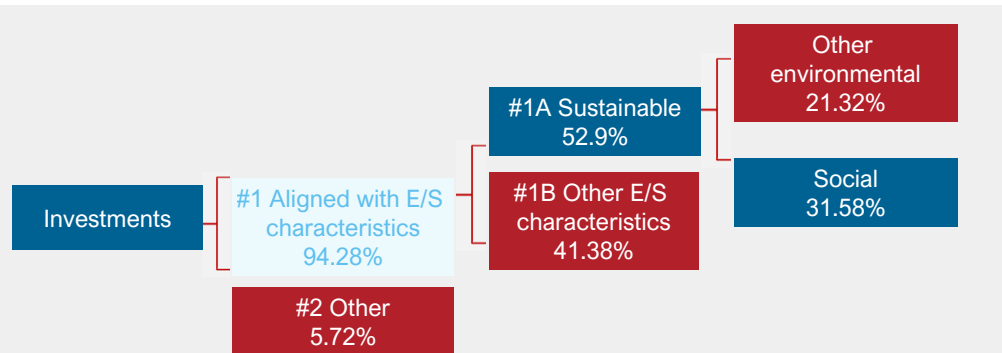 Investments
#1 Aligned with E/S
characteristics
94.28%
#2 Other
5.72%
#1A Sustainable
52.9%
#1B Other E/S
characteristics
41.38%
Other
environmental
21.32%
Social
31.58%